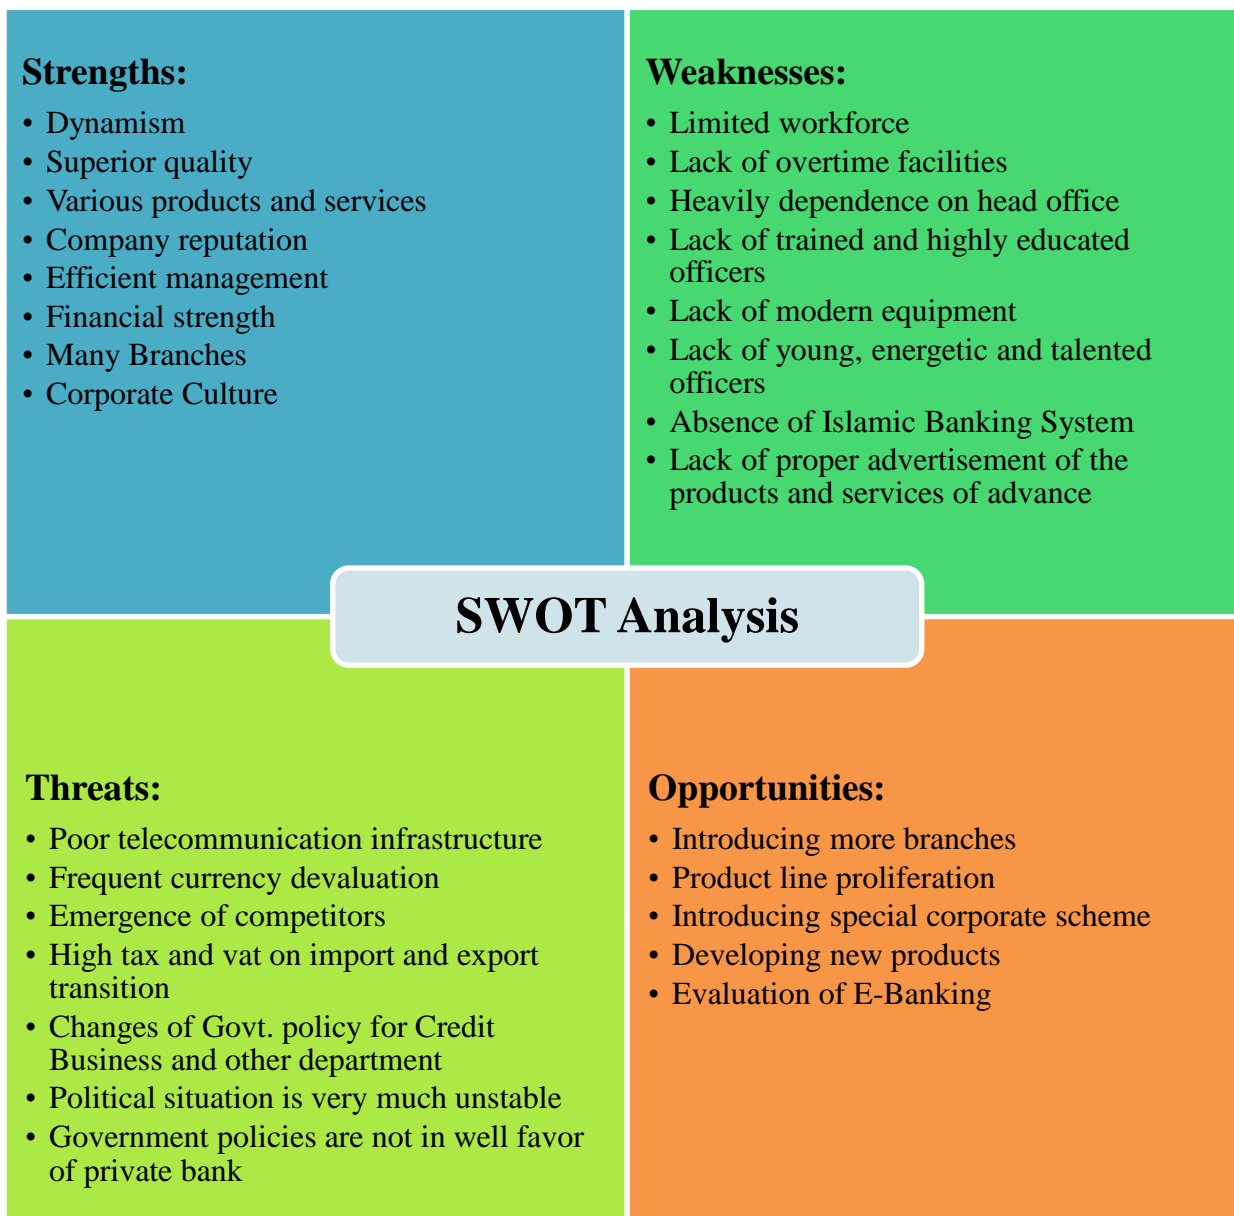 Strengths:
• Dynamism
• Superior quality
• Various products and services
• Company reputation
• Efficient management
• Financial strength
• Many Branches
• Corporate Culture
Weaknesses:
• Limited workforce
• Lack of overtime facilities
• Heavily dependence on head office
• Lack of trained and highly educated
officers
• Lack of modern equipment
• Lack of young, energetic and talented
officers
• Absence of Islamic Banking System
• Lack of proper advertisement of the
products and services of advance
SWOT Analysis
Threats:
• Poor telecommunication infrastructure
• Frequent currency devaluation
• Emergence of competitors
• High tax and vat on import and export
transition
• Changes of Govt. policy for Credit
Business and other department
• Political situation is very much unstable
• Government policies are not in well favor
of private bank
Opportunities:
• Introducing more branches
• Product line proliferation
• Introducing special corporate scheme
• Developing new products
• Evaluation of E-Banking